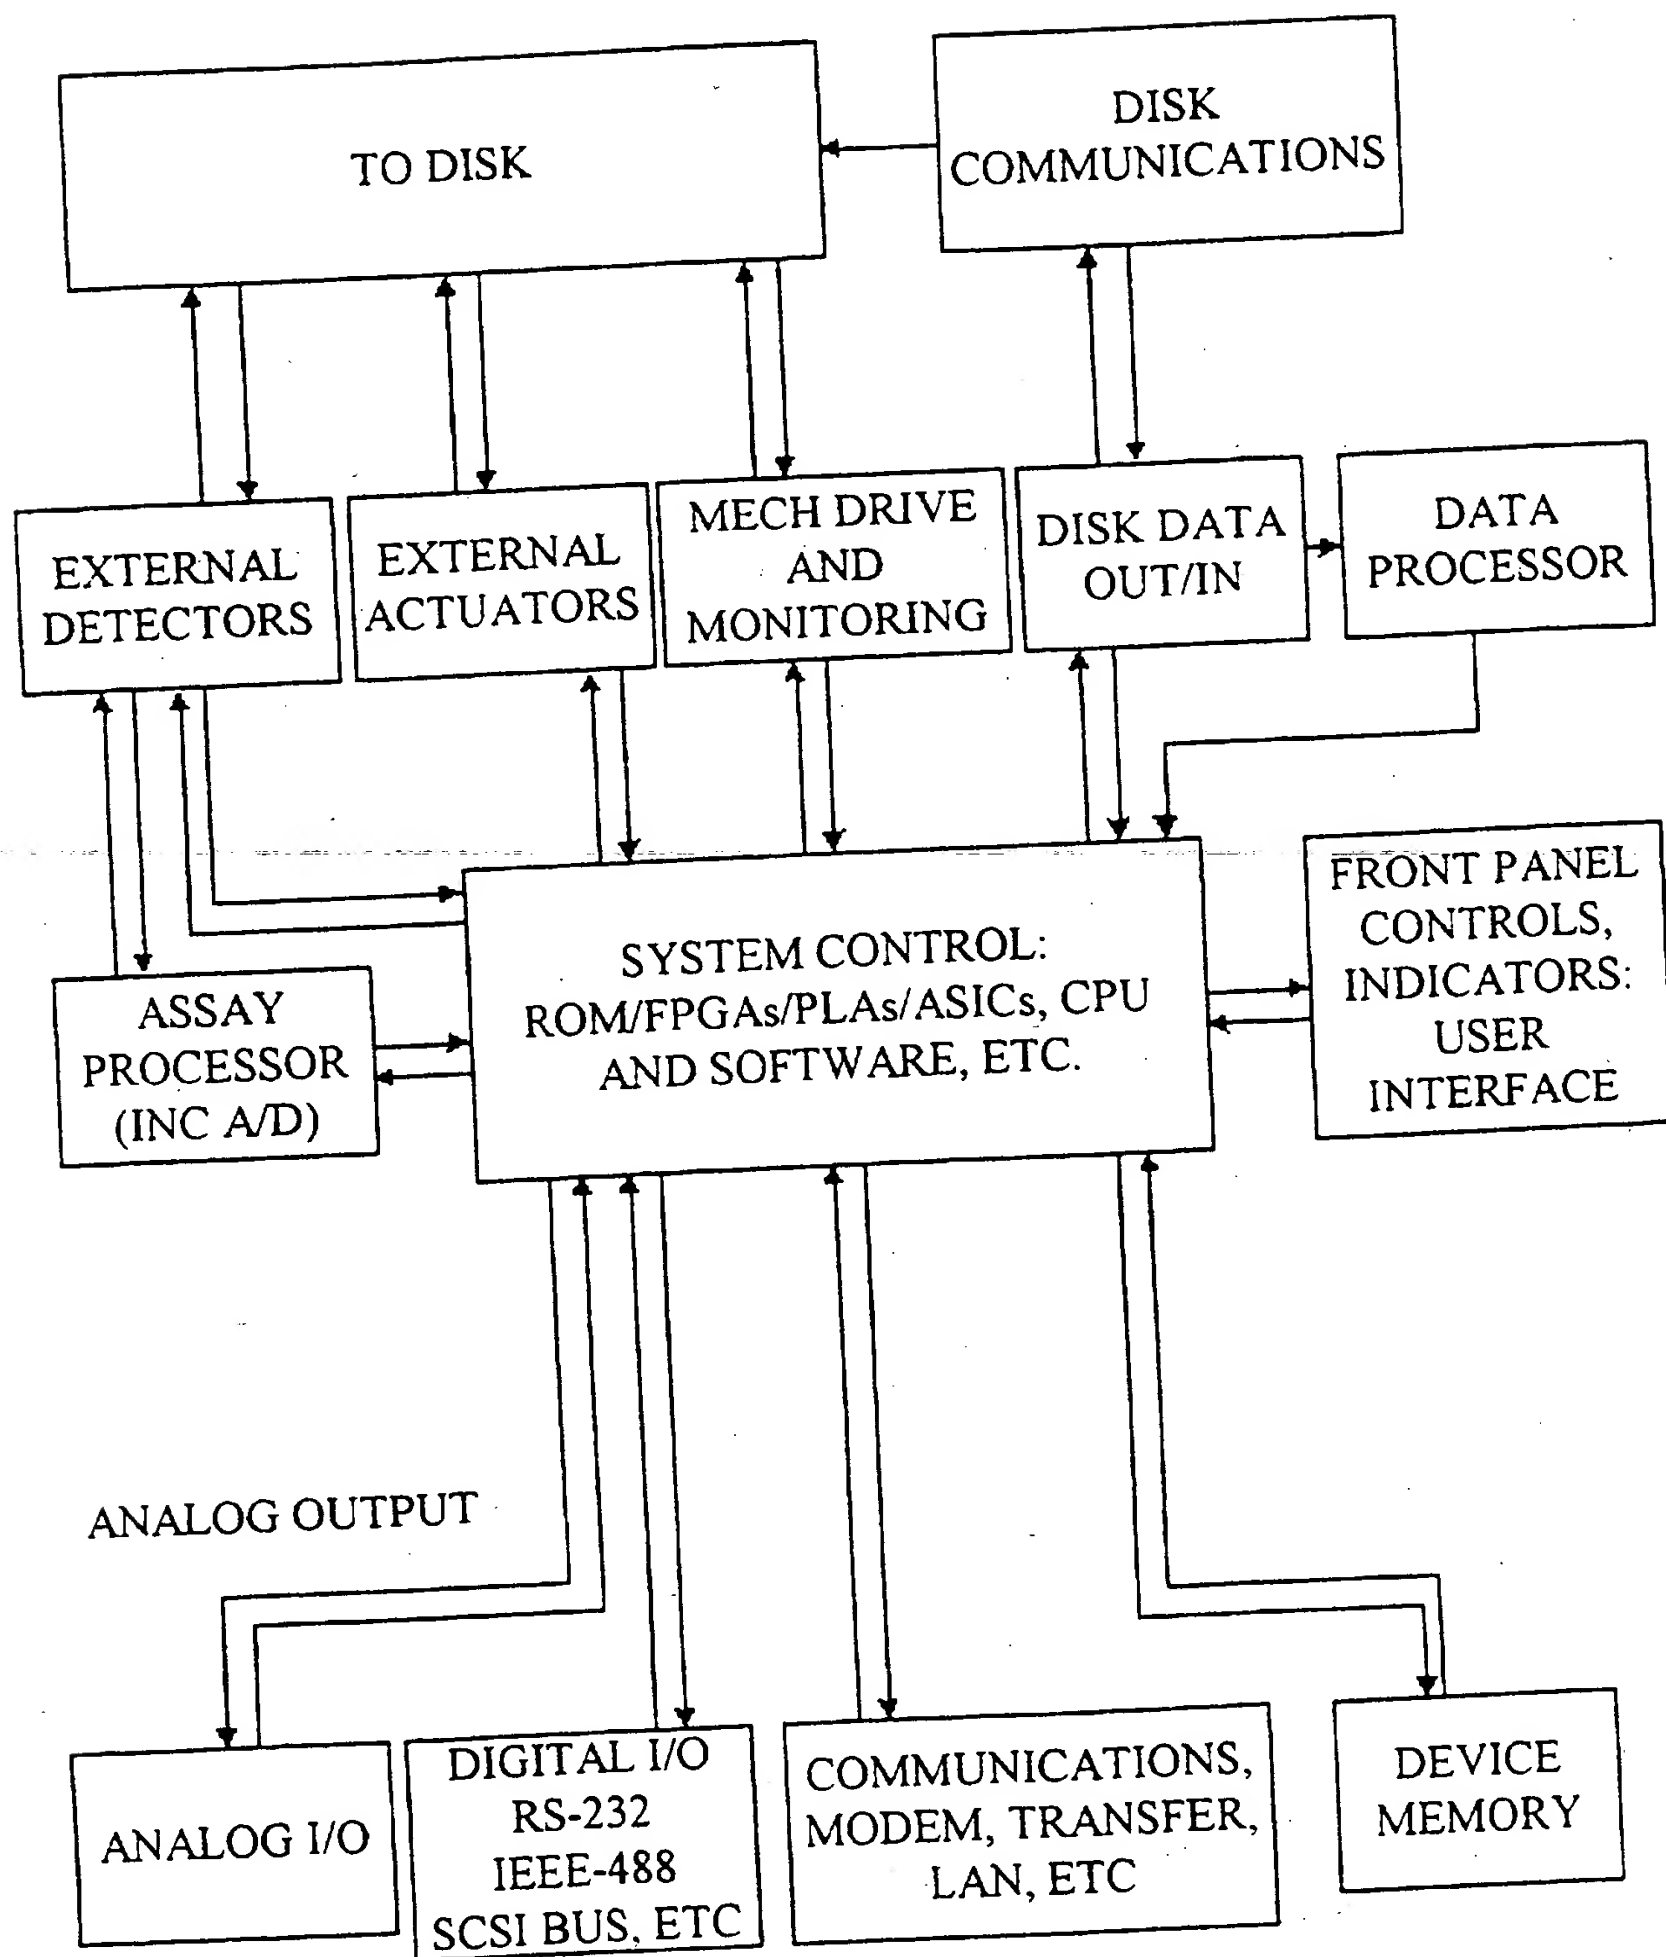 TO DISK
DISK
COMMUNICATIONS
EXTERNAL
DETECTORS
EXTERNAL
ACTUATORS
MECH DRIVE
AND
MONITORING
DISK DATA
OUT/IN
DATA
PROCESSOR
ASSAY
PROCESSOR
(INC A/D)
SYSTEM CONTROL:
ROM/FPGAs/PLAs/ASICs, CPU
AND SOFTWARE, ETC.
FRONT PANEL
CONTROLS,
INDICATORS:
USER
INTERFACE
ANALOG OUTPUT
ANALOG I/O
DIGITAL I/O
RS-232
IEEE-488
SCSI BUS, ETC
COMMUNICATIONS,
MODEM, TRANSFER,
LAN, ETC
DEVICE
MEMORY